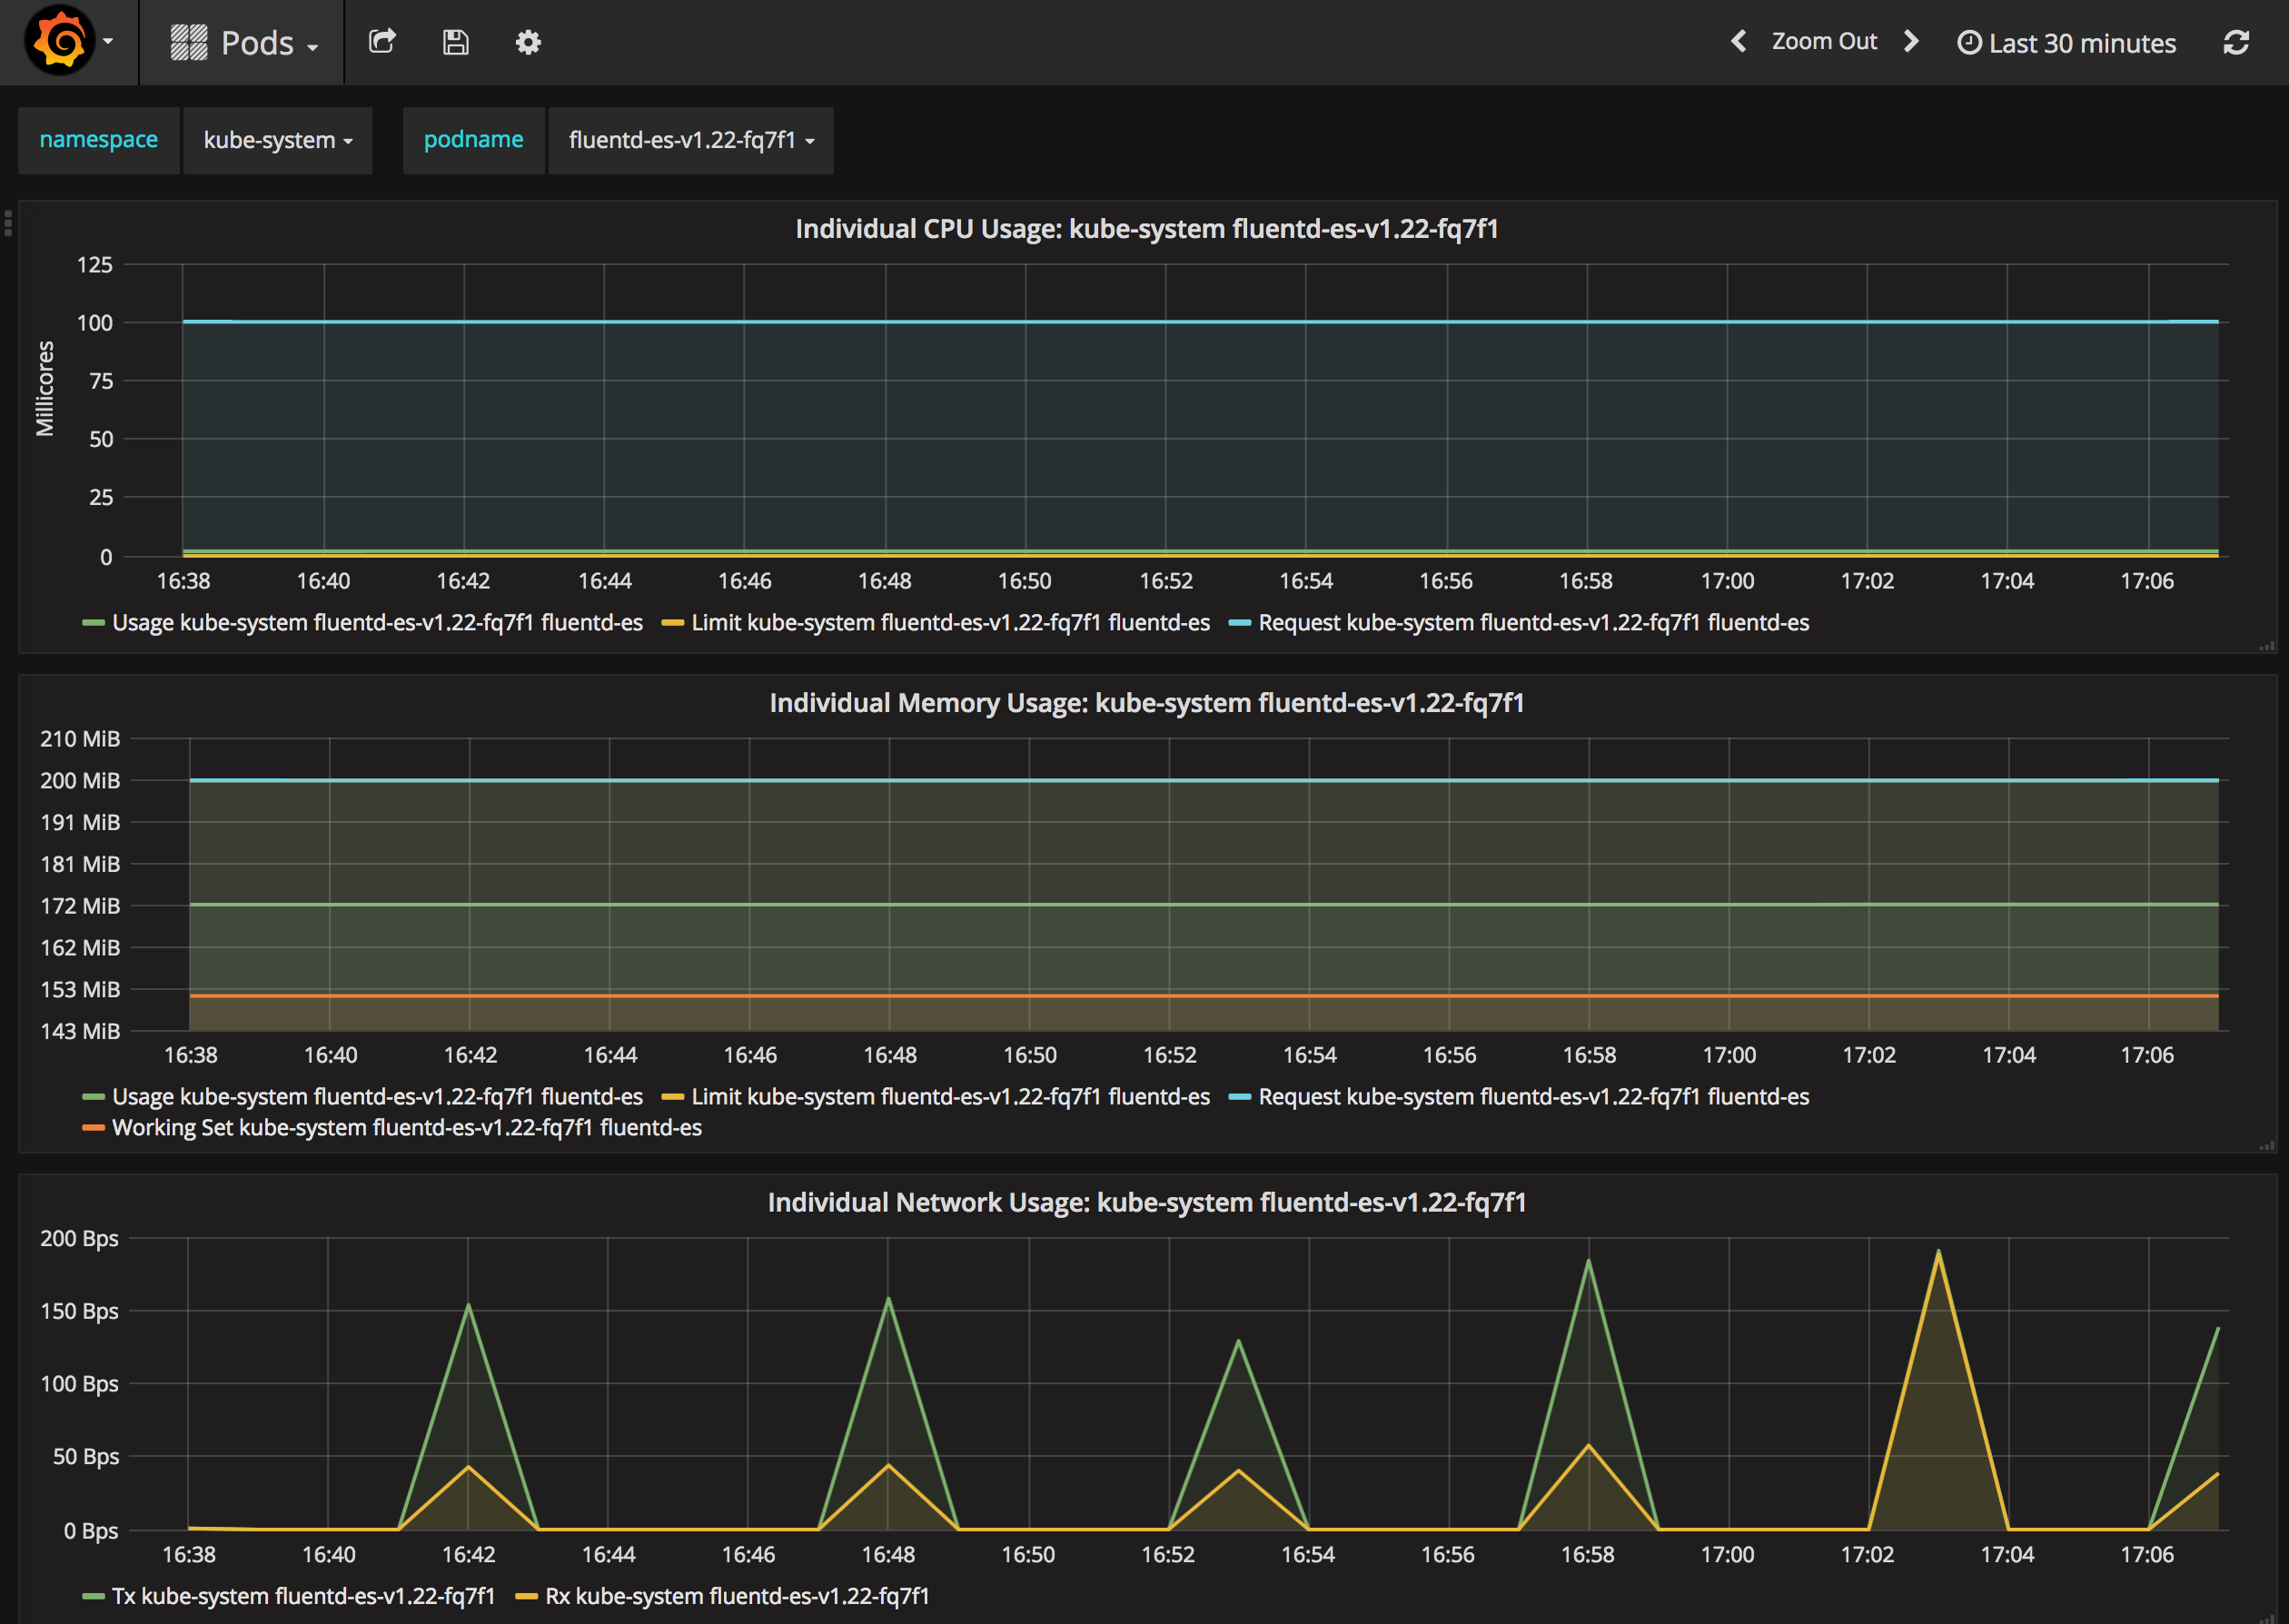 Pods
Zoom Out
Last 30 minutes
namespace kube-system podname fluentd-es-v1.22-fq7f1
Individual CPU Usage: kube-system fluentd-es-v1.22-fq7f1
Millicores
125
100
75
50
25
0
16:38 16:40 16:42 16:44 16:46 16:48 16:50 16:52 16:54 16:56 16:58 17:00 17:02 17:04 17:06
Usage kube-system fluentd-es-v1.22-fq7f1 fluentd-es Limit kube-system fluentd-es-v1.22-fq7f1 fluentd-es Request kube-system fluentd-es-v1.22-fq7f1 fluentd-es
Individual Memory Usage: kube-system fluentd-es-v1.22-fq7f1
210 MiB
200 MiB
191 MiB
181 MiB
172 MiB
162 MiB
153 MiB
143 MiB
16:38 16:40 16:42 16:44 16:46 16:48 16:50 16:52 16:54 16:56 16:58 17:00 17:02 17:04 17:06
Usage kube-system fluentd-es-v1.22-fq7f1 fluentd-es Limit kube-system fluentd-es-v1.22-fq7f1 fluentd-es Request kube-system fluentd-es-v1.22-fq7f1 fluentd-es
Working Set kube-system fluentd-es-v1.22-fq7f1 fluentd-es
Individual Network Usage: kube-system fluentd-es-v1.22-fq7f1
200 Bps
150 Bps
100 Bps
50 Bps
0 Bps
16:38 16:40 16:42 16:44 16:46 16:48 16:50 16:52 16:54 16:56 16:58 17:00 17:02 17:04 17:06
Tx kube-system fluentd-es-v1.22-fq7f1 Rx kube-system fluentd-es-v1.22-fq7f1